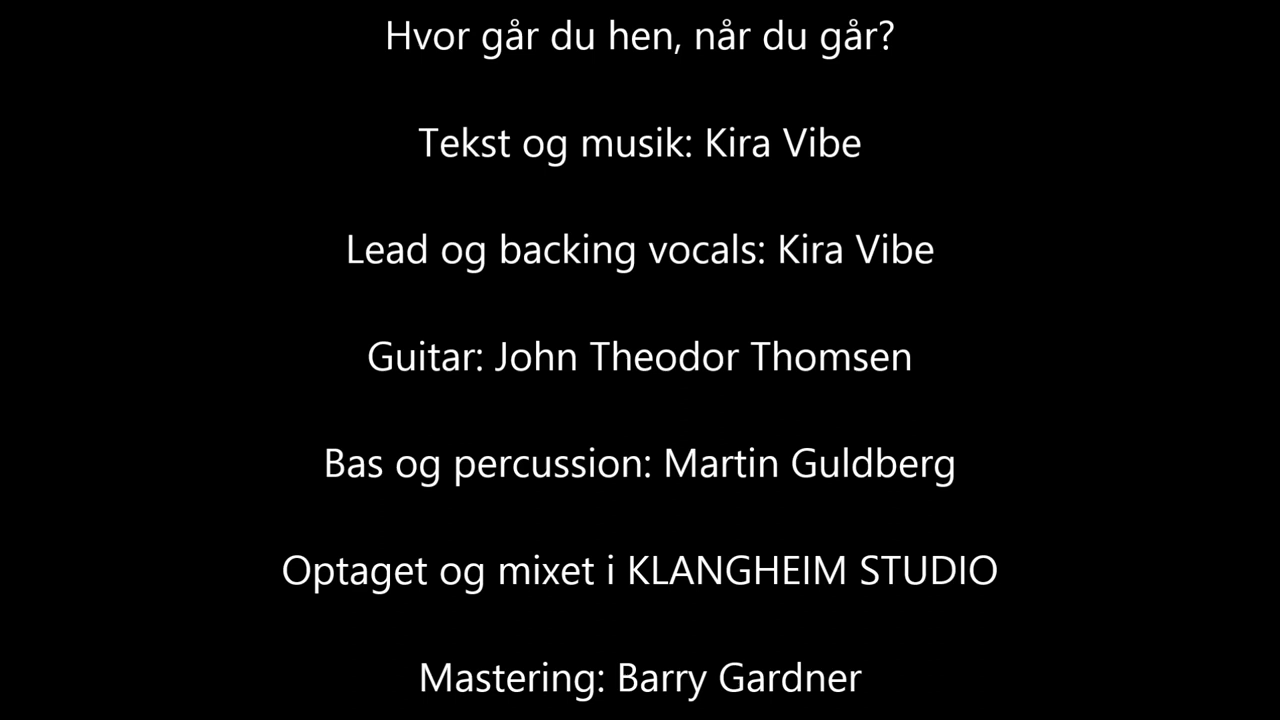 Hvor går du hen, når du går?
Tekst og musik: Kira Vibe
Lead og backing vocals: Kira Vibe
Guitar: John Theodor Thomsen
Bas og percussion: Martin Guldberg
Optaget og mixet i KLANGHEIM STUDIO
Mastering: Barry Gardner